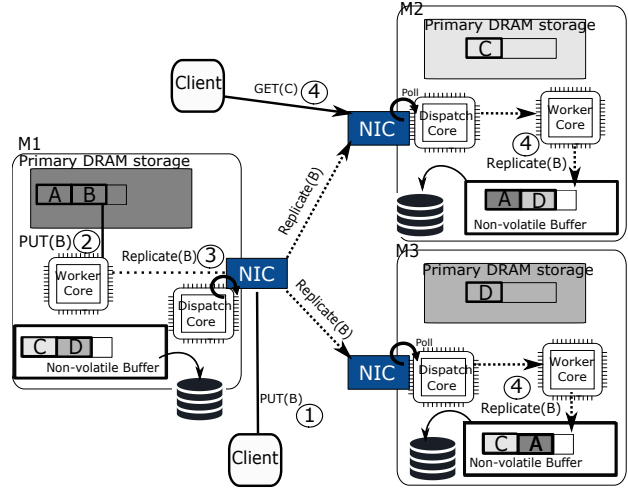 M2
Primary DRAM storage
C
Client
GET(C) 4
Poll
NIC
Dispatch
Core
Worker
Core
4
Replicate(B)
A D
Non-volatile Buffer
M1
Primary DRAM storage
A B
PUT(B) 2
Replicate(B) 3
Worker
Core
NIC
Dispatch
Core
C D
Non-volatile Buffer
Replicate(B)
Replicate(B)
PUT(B) 1
Client
M3
Primary DRAM storage
D
Poll
NIC
Dispatch
Core
Worker
Core
4
Replicate(B)
C A
Non-volatile Buffer